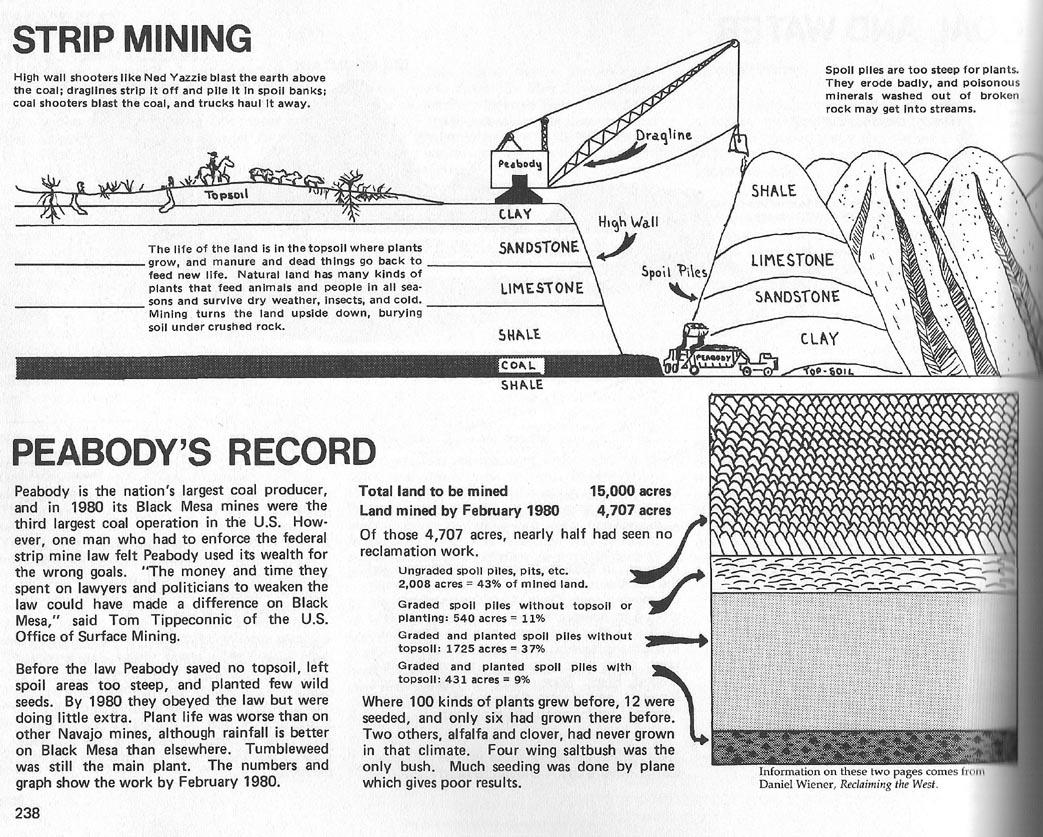 STRIP MINING
High wall shooters like Ned Yazzie blast the earth above
the coal; draglines strip it off and pile it in spoil banks;
coal shooters blast the coal, and trucks haul it away.
Spoil piles are too steep for plants.
They erode badly, and poisonous
minerals washed out of broken
rock may get into streams.
Dragline
Peabody
Topsoil
CLAY
High Wall
SANDSTONE
LIMESTONE
SHALE
COAL
SHALE
Spoil Piles
SHALE
LIMESTONE
SANDSTONE
CLAY
TOP-SOIL
PEABODY
The life of the land is in the topsoil where plants
grow, and manure and dead things go back to
feed new life. Natural land has many kinds of
plants that feed animals and people in all sea-
sons and survive dry weather, insects, and cold.
Mining turns the land upside down, burying
soil under crushed rock.
PEABODY'S RECORD
Peabody is the nation's largest coal producer,
and in 1980 its Black Mesa mines were the
third largest coal operation in the U.S. How-
ever, one man who had to enforce the federal
strip mine law felt Peabody used its wealth for
the wrong goals. "The money and time they
spent on lawyers and politicians to weaken the
law could have made a difference on Black
Mesa," said Tom Tippeconnic of the U.S.
Office of Surface Mining.
Before the law Peabody saved no topsoil, left
spoil areas too steep, and planted few wild
seeds. By 1980 they obeyed the law but were
doing little extra. Plant life was worse than on
other Navajo mines, although rainfall is better
on Black Mesa than elsewhere. Tumbleweed
was still the main plant. The numbers and
graph show the work by February 1980.
Total land to be mined 15,000 acres
Land mined by February 1980 4,707 acres
Of those 4,707 acres, nearly half had seen no
reclamation work.
Ungraded spoil piles, pits, etc.
2,008 acres = 43% of mined land.
Graded spoil piles without topsoil or
planting: 540 acres = 11%
Graded and planted spoil piles without
topsoil: 1725 acres = 37%
Graded and planted spoil piles with
topsoil: 431 acres = 9%
Where 100 kinds of plants grew before, 12 were
seeded, and only six had grown there before.
Two others, alfalfa and clover, had never grown
in that climate. Four wing saltbush was the
only bush. Much seeding was done by plane
which gives poor results.
Information on these two pages comes from
Daniel Wiener, Reclaiming the West.
238